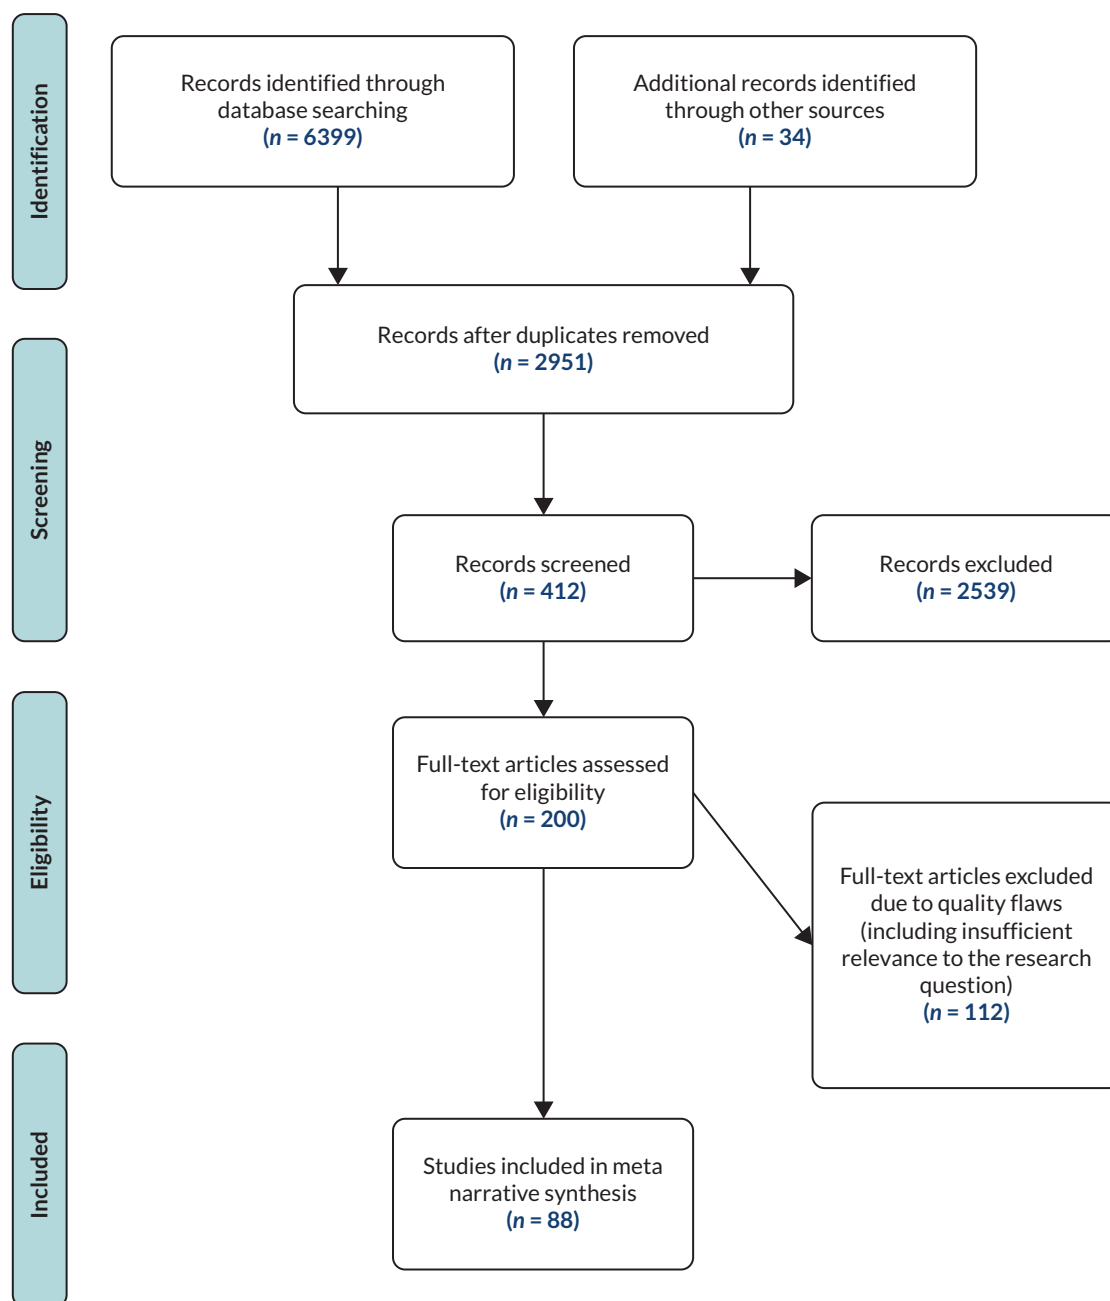 Identification
Records identified through
database searching
(n = 6399)
Additional records identified
through other sources
(n = 34)
Records after duplicates removed
(n = 2951)
Screening
Records screened
(n = 412)
Records excluded
(n = 2539)
Eligibility
Full-text articles assessed
for eligibility
(n = 200)
Full-text articles excluded
due to quality flaws
(including insufficient
relevance to the research
question)
(n = 112)
Included
Studies included in meta
narrative synthesis
(n = 88)